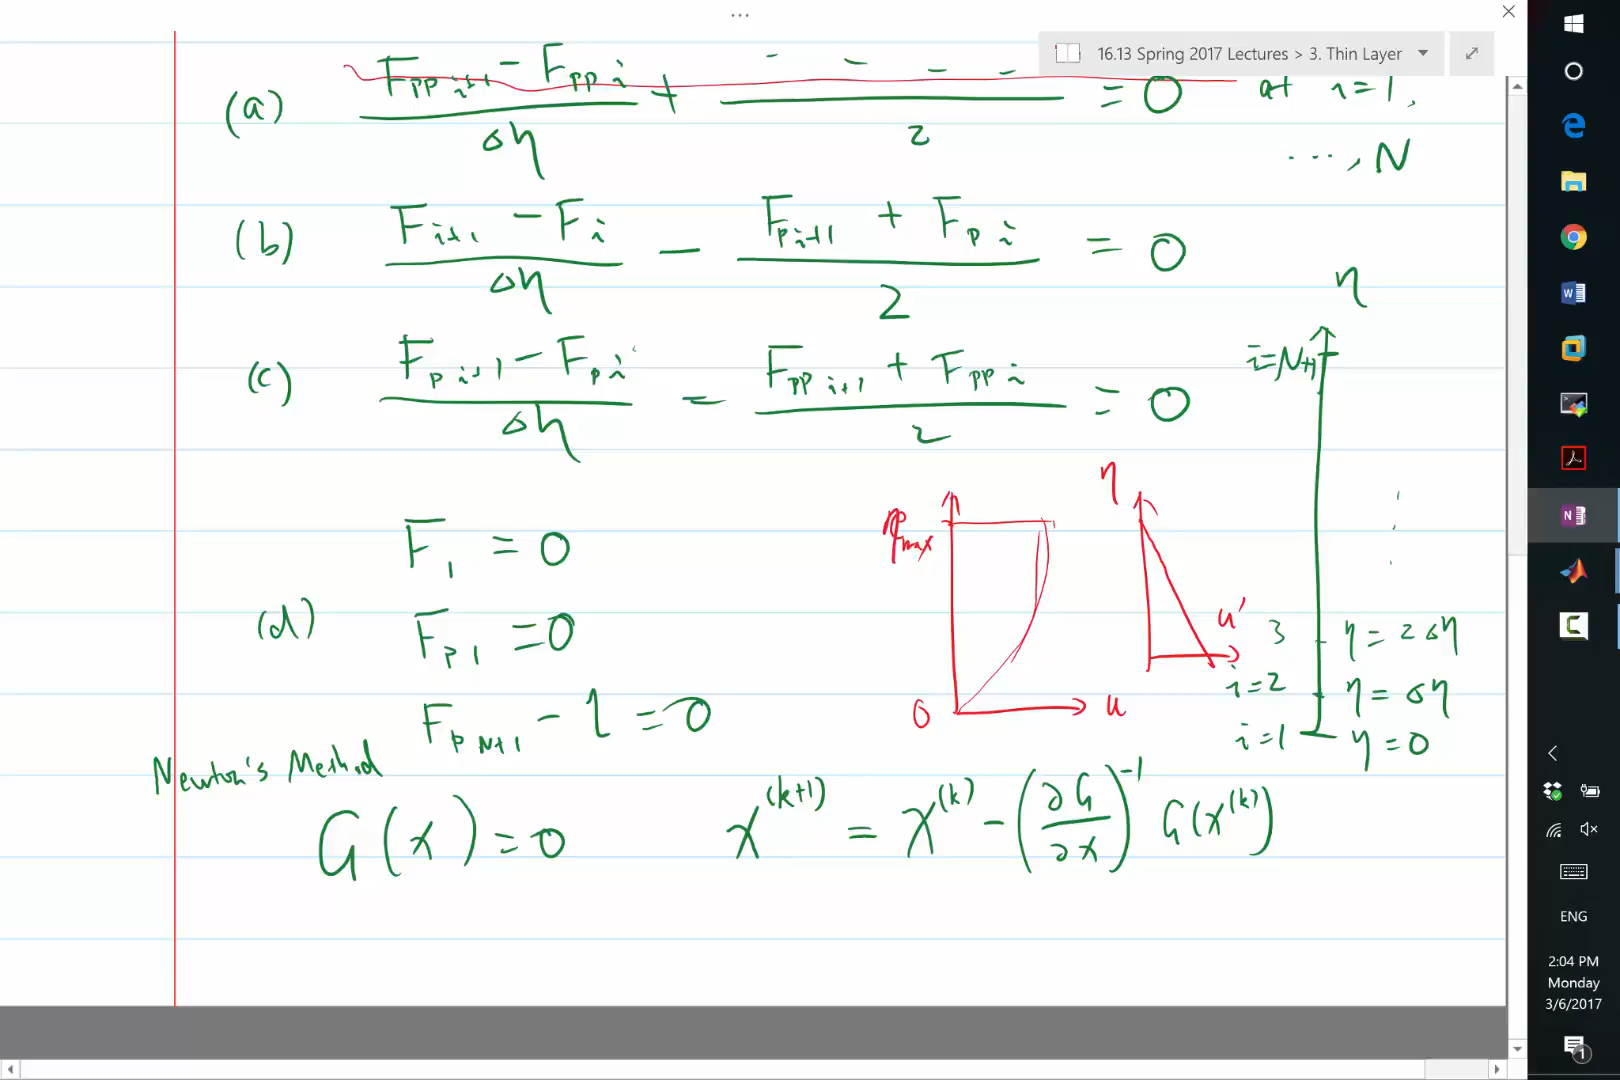 16.13 Spring 2017 Lectures > 3. Thin Layer
(a) (Fpp i+1 - Fpp i)/Δη + (- - - -)/2 = 0 at i=1,
..., N
(b) (F i+1 - F i)/Δη - (Fp i+1 + Fp i)/2 = 0
η
(c) (Fp i+1 - Fp i)/Δη - (Fpp i+1 + Fpp i)/2 = 0
i=N+1
η
ηmax
F1 = 0
(d) Fp1 = 0
u'
3 η = 2Δη
i=2 η = Δη
Fp N+1 - 1 = 0
0 u
i=1 η = 0
Newton's Method
G(x) = 0 x^(k+1) = x^(k) - (∂G/∂x)^-1 G(x^(k))
ENG
2:04 PM
Monday
3/6/2017
1